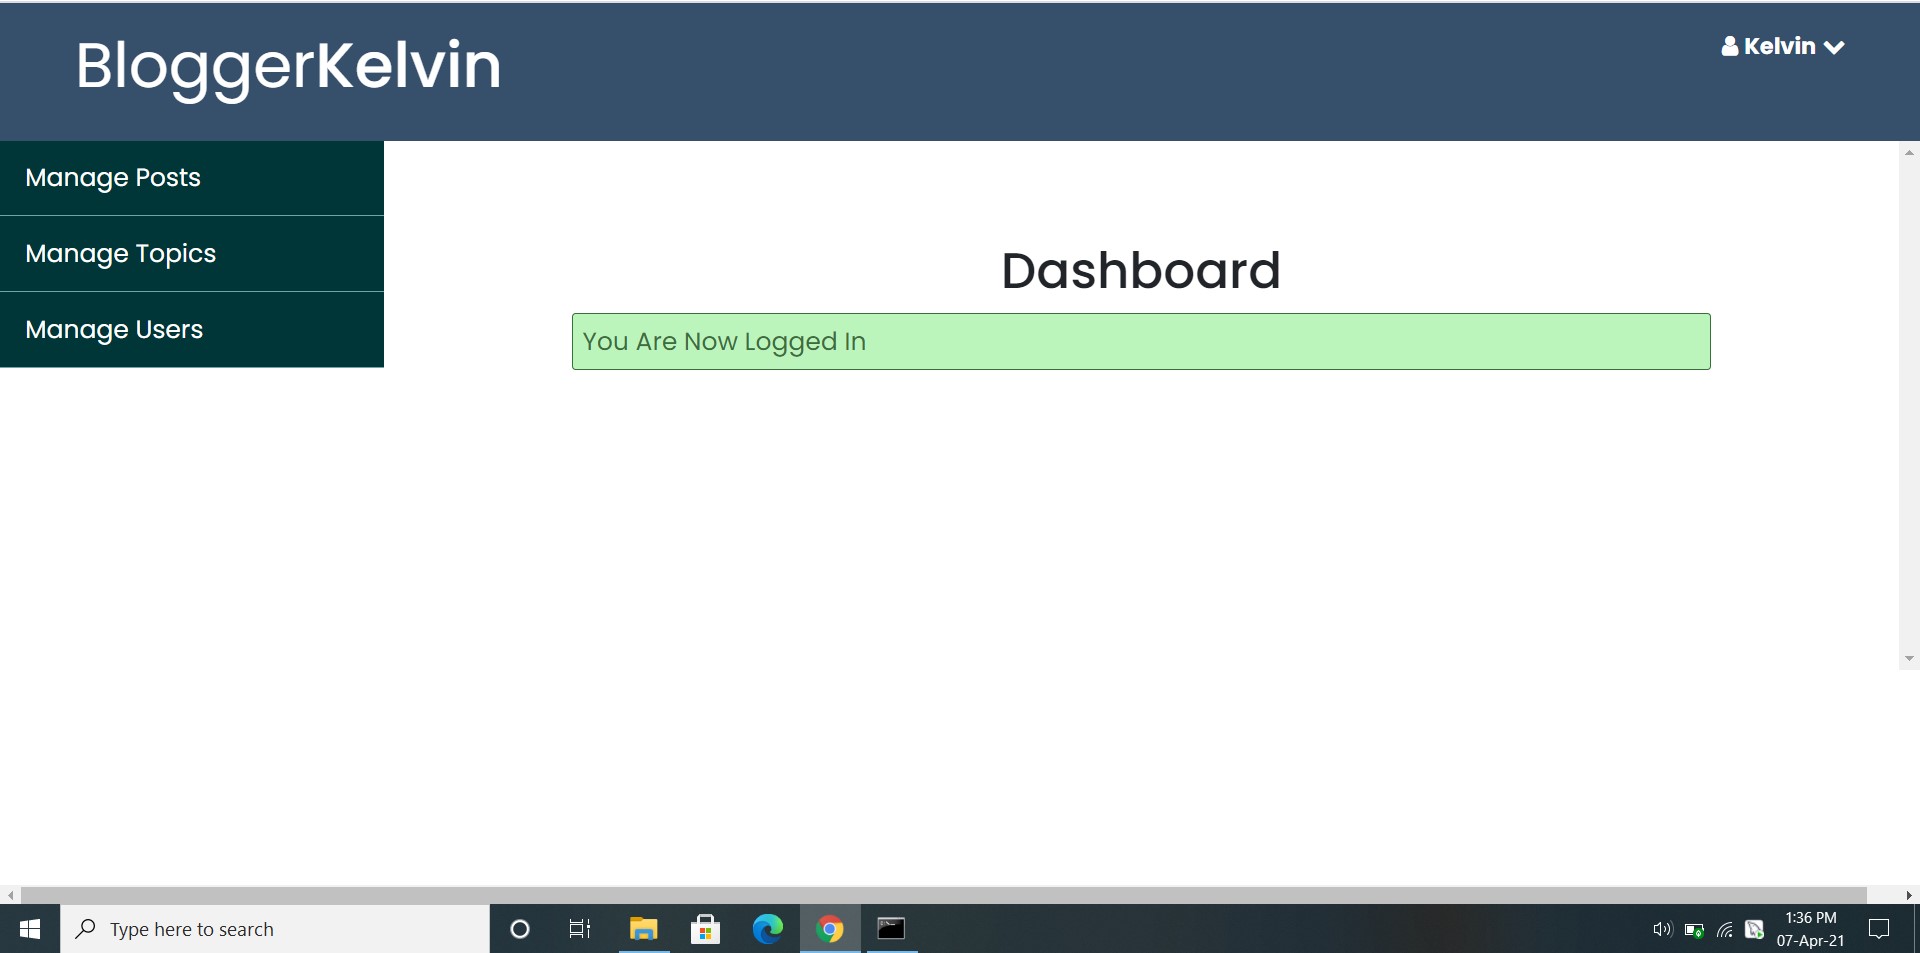 BloggerKelvin
Kelvin
Manage Posts
Manage Topics
Manage Users
Dashboard
You Are Now Logged In
Type here to search
1:36 PM
07-Apr-21